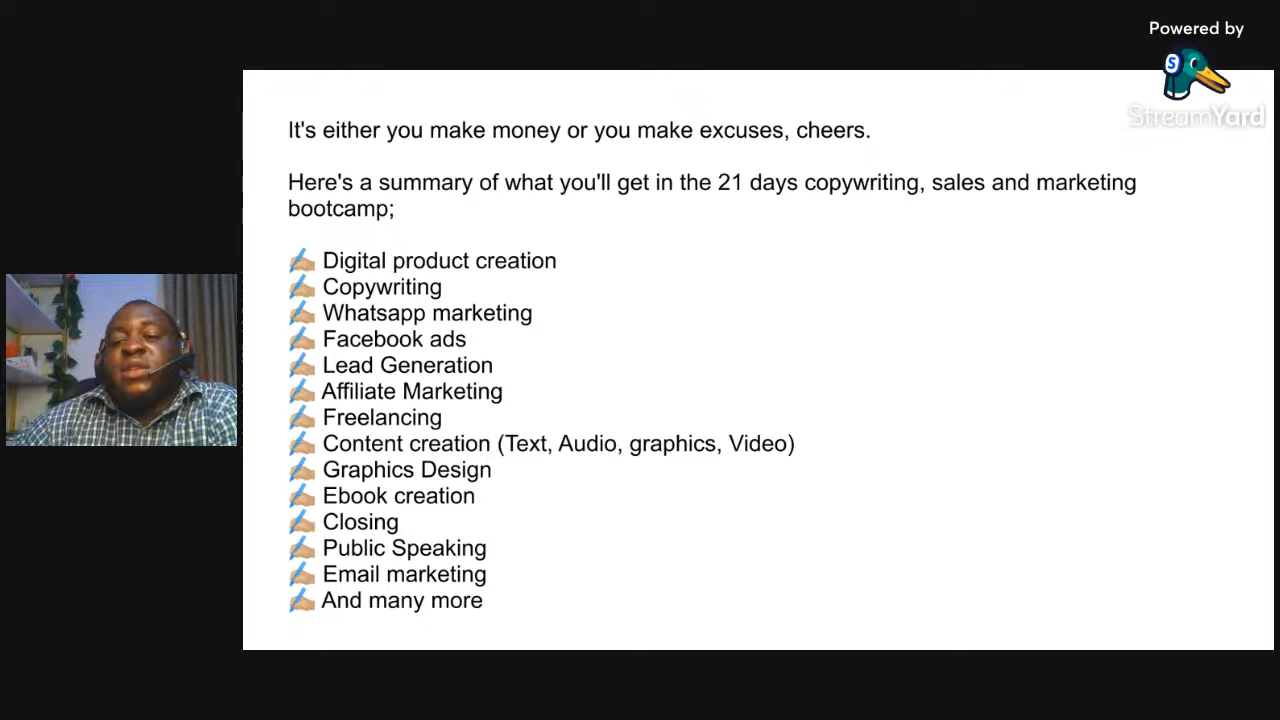 Powered by
StreamYard
It's either you make money or you make excuses, cheers.
Here's a summary of what you'll get in the 21 days copywriting, sales and marketing
bootcamp;
✍🏼 Digital product creation
✍🏼 Copywriting
✍🏼 Whatsapp marketing
✍🏼 Facebook ads
✍🏼 Lead Generation
✍🏼 Affiliate Marketing
✍🏼 Freelancing
✍🏼 Content creation (Text, Audio, graphics, Video)
✍🏼 Graphics Design
✍🏼 Ebook creation
✍🏼 Closing
✍🏼 Public Speaking
✍🏼 Email marketing
✍🏼 And many more